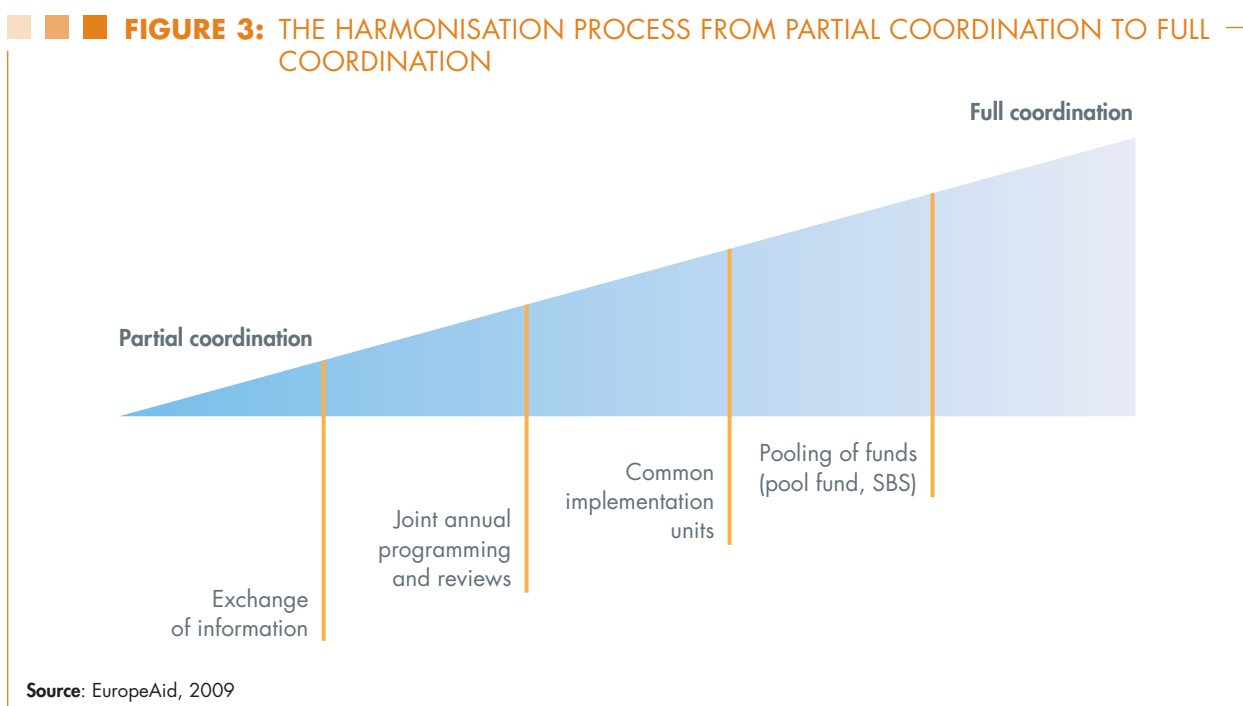 FIGURE 3: THE HARMONISATION PROCESS FROM PARTIAL COORDINATION TO FULL
COORDINATION
Full coordination
Partial coordination
Pooling of funds
(pool fund, SBS)
Common
implementation
units
Joint annual
programming
and reviews
Exchange
of information
Source: EuropeAid, 2009